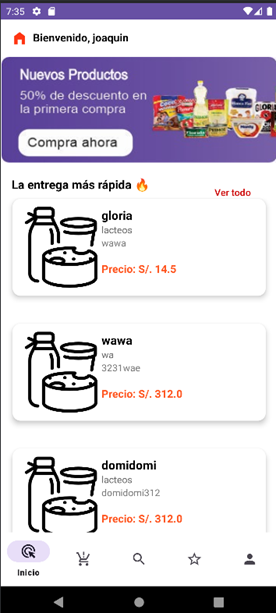 7:35
Bienvenido, joaquin
Nuevos Productos
50% de descuento en
la primera compra
Compra ahora
La entrega más rápida 🔥
Ver todo
gloria
lacteos
wawa
Precio: S/. 14.5
wawa
wa
3231wae
Precio: S/. 312.0
domidomi
lacteos
domidomi312
Precio: S/. 312.0
Inicio